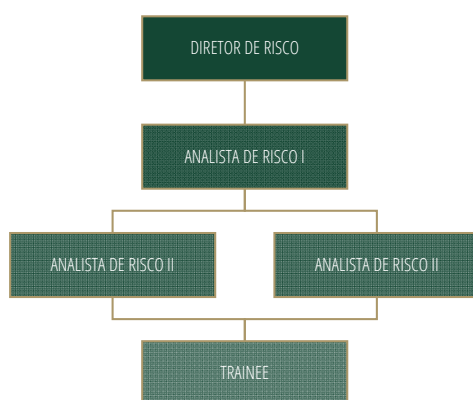 DIRETOR DE RISCO
ANALISTA DE RISCO I
ANALISTA DE RISCO II
ANALISTA DE RISCO II
TRAINEE